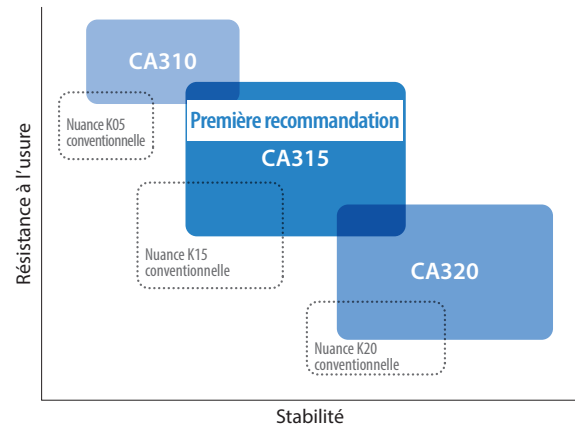 CA310
Nuance K05
conventionnelle
Première recommandation
CA315
Nuance K15
conventionnelle
CA320
Nuance K20
conventionnelle
Résistance à l'usure
Stabilité